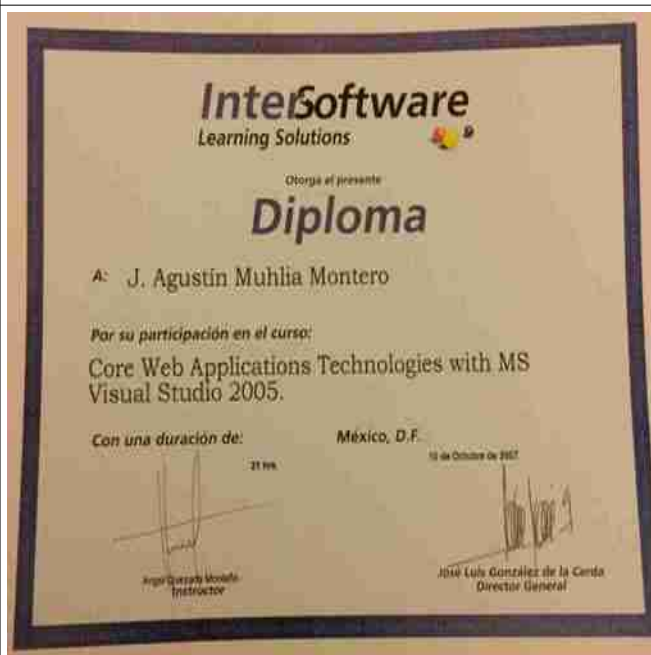 InterSoftware
Learning Solutions
Otorga el presente
Diploma
A: J. Agustín Muhlia Montero
Por su participación en el curso:
Core Web Applications Technologies with MS
Visual Studio 2005.
Con una duración de: México, D.F.
21 hrs. de Octubre de 2007
Angel Quezada
Instructor
José Luis González de la Cerda
Director General